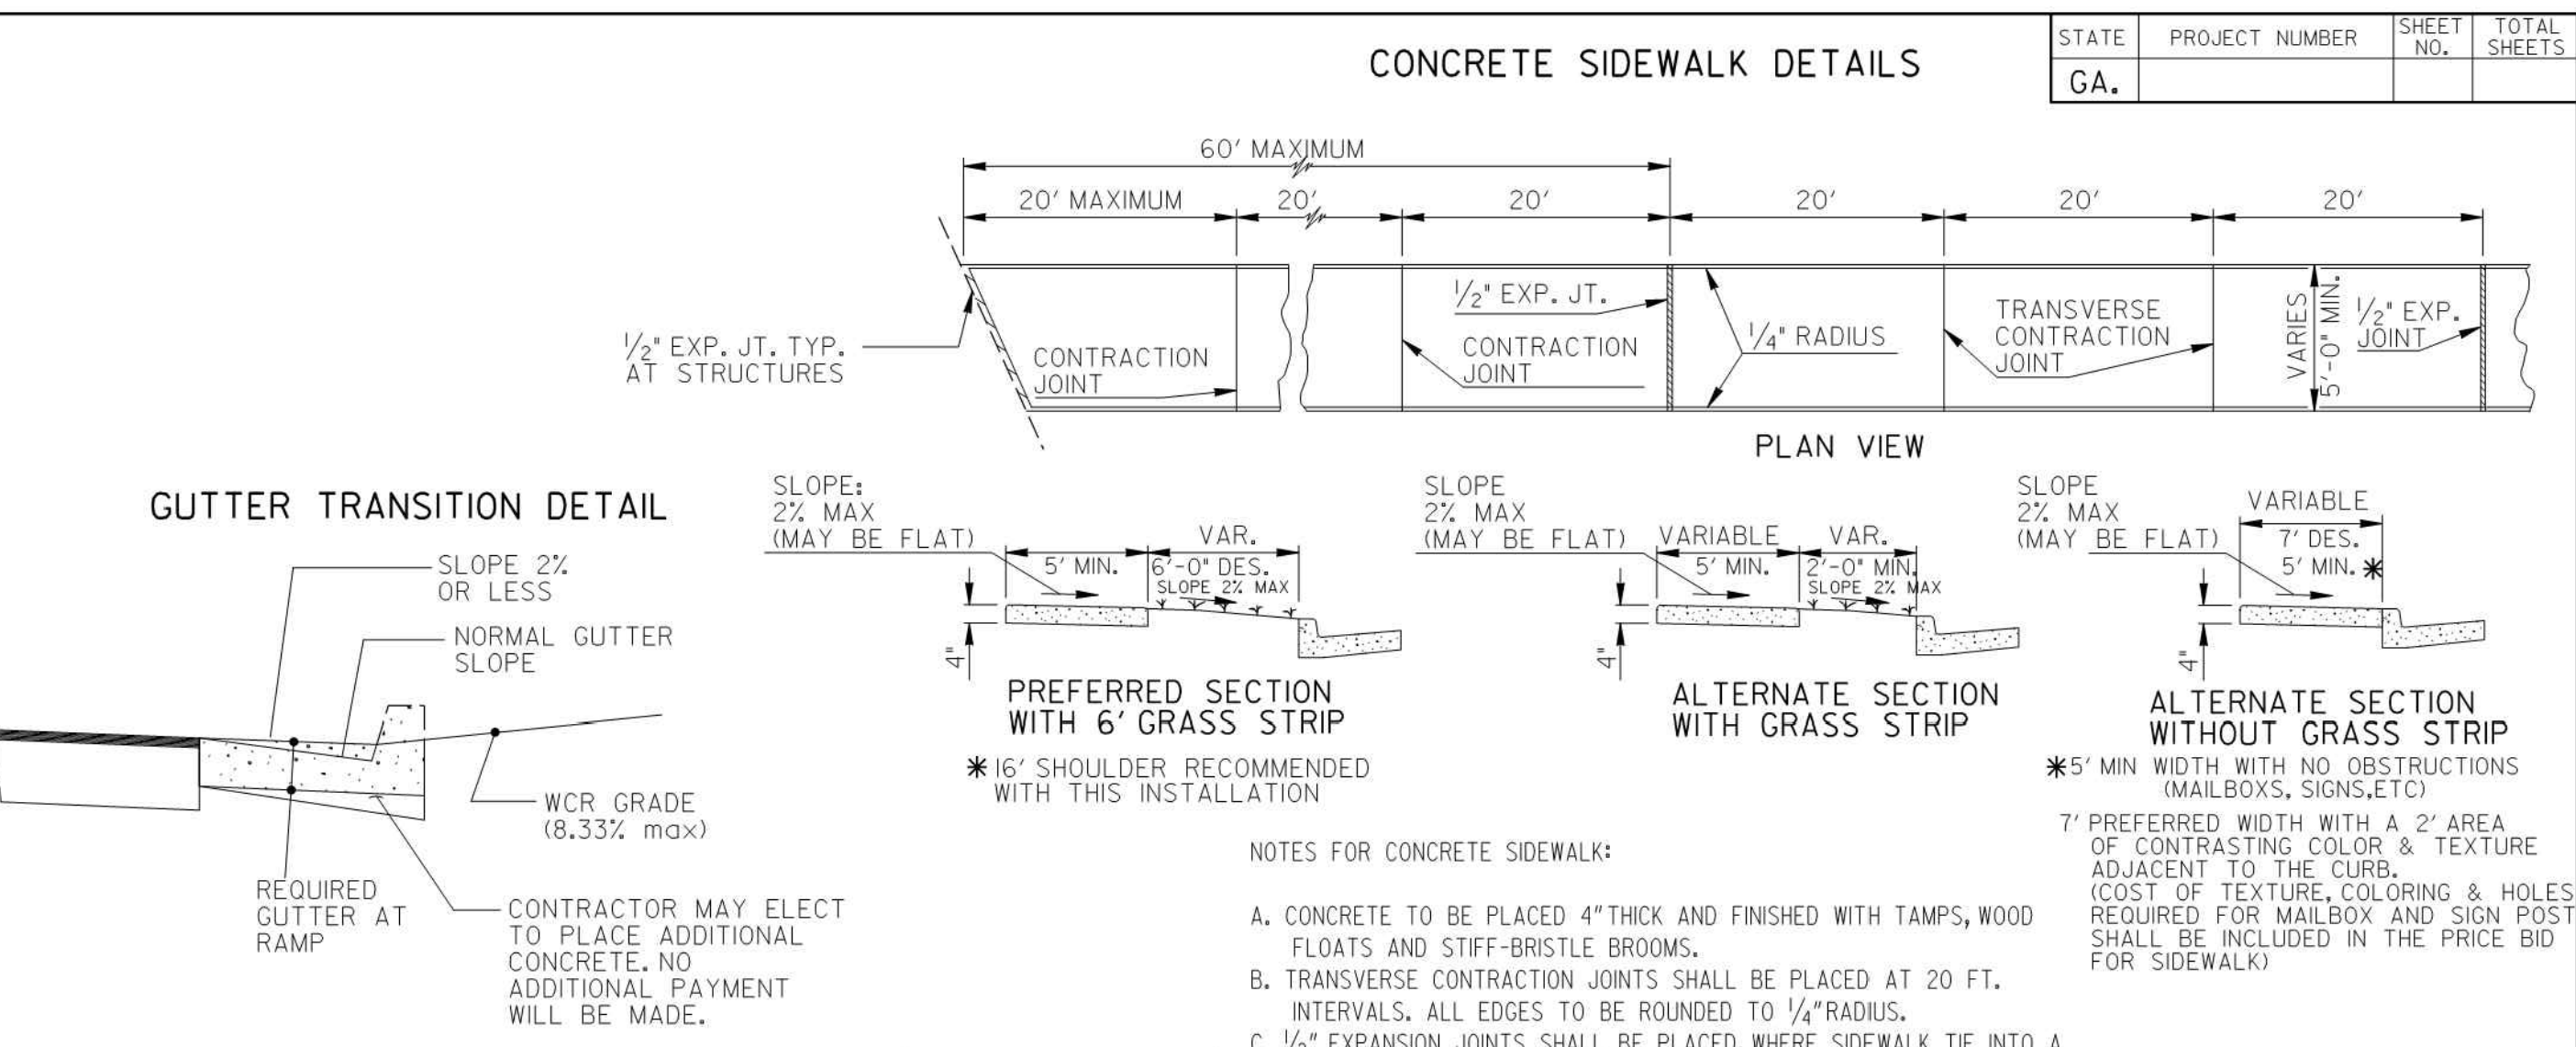 CONCRETE SIDEWALK DETAILS
STATE
PROJECT NUMBER
SHEET
NO.
TOTAL
SHEETS
GA.
60' MAXIMUM
20' MAXIMUM
20'
20'
20'
20'
20'
1/2" EXP. JT. TYP.
AT STRUCTURES
CONTRACTION
JOINT
1/2" EXP. JT.
CONTRACTION
JOINT
1/4" RADIUS
TRANSVERSE
CONTRACTION
JOINT
VARIES
5'-0" MIN.
1/2" EXP.
JOINT
PLAN VIEW
GUTTER TRANSITION DETAIL
SLOPE 2%
OR LESS
NORMAL GUTTER
SLOPE
WCR GRADE
(8.33% max)
REQUIRED
GUTTER AT
RAMP
CONTRACTOR MAY ELECT
TO PLACE ADDITIONAL
CONCRETE. NO
ADDITIONAL PAYMENT
WILL BE MADE.
SLOPE:
2% MAX
(MAY BE FLAT)
VAR.
5' MIN.
6'-0" DES.
SLOPE 2% MAX
4"
PREFERRED SECTION
WITH 6' GRASS STRIP
*16' SHOULDER RECOMMENDED
WITH THIS INSTALLATION
SLOPE
2% MAX
(MAY BE FLAT)
VARIABLE
VAR.
5' MIN.
2'-0" MIN.
SLOPE 2% MAX
4"
ALTERNATE SECTION
WITH GRASS STRIP
SLOPE
2% MAX
(MAY BE FLAT)
VARIABLE
7' DES.
5' MIN.*
4"
ALTERNATE SECTION
WITHOUT GRASS STRIP
*5' MIN WIDTH WITH NO OBSTRUCTIONS
(MAILBOXS, SIGNS,ETC)
7' PREFERRED WIDTH WITH A 2' AREA
OF CONTRASTING COLOR & TEXTURE
ADJACENT TO THE CURB.
(COST OF TEXTURE, COLORING & HOLES
REQUIRED FOR MAILBOX AND SIGN POST
SHALL BE INCLUDED IN THE PRICE BID
FOR SIDEWALK)
NOTES FOR CONCRETE SIDEWALK:
A. CONCRETE TO BE PLACED 4" THICK AND FINISHED WITH TAMPS, WOOD
FLOATS AND STIFF-BRISTLE BROOMS.
B. TRANSVERSE CONTRACTION JOINTS SHALL BE PLACED AT 20 FT.
INTERVALS. ALL EDGES TO BE ROUNDED TO 1/4" RADIUS.
C. 1/2" EXPANSION JOINTS SHALL BE PLACED WHERE SIDEWALK TIE INTO A